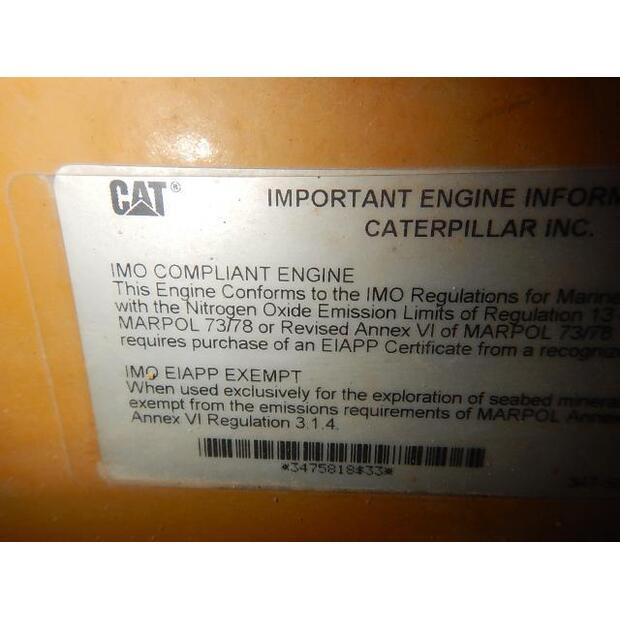 CAT®
IMPORTANT ENGINE INFORM
CATERPILLAR INC.
IMO COMPLIANT ENGINE
This Engine Conforms to the IMO Regulations for Marine
with the Nitrogen Oxide Emission Limits of Regulation 13
MARPOL 73/78 or Revised Annex VI of MARPOL 73/78
requires purchase of an EIAPP Certificate from a recogniz
IMO EIAPP EXEMPT
When used exclusively for the exploration of seabed minera
exempt from the emissions requirements of MARPOL Annex
Annex VI Regulation 3.1.4.
*3475818#33*